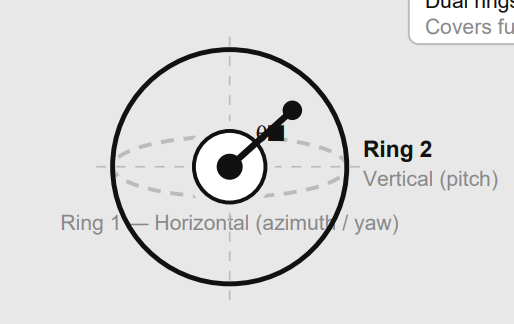 Dual rings
Covers fu
Ring 2
Vertical (pitch)
Ring 1 — Horizontal (azimuth / yaw)